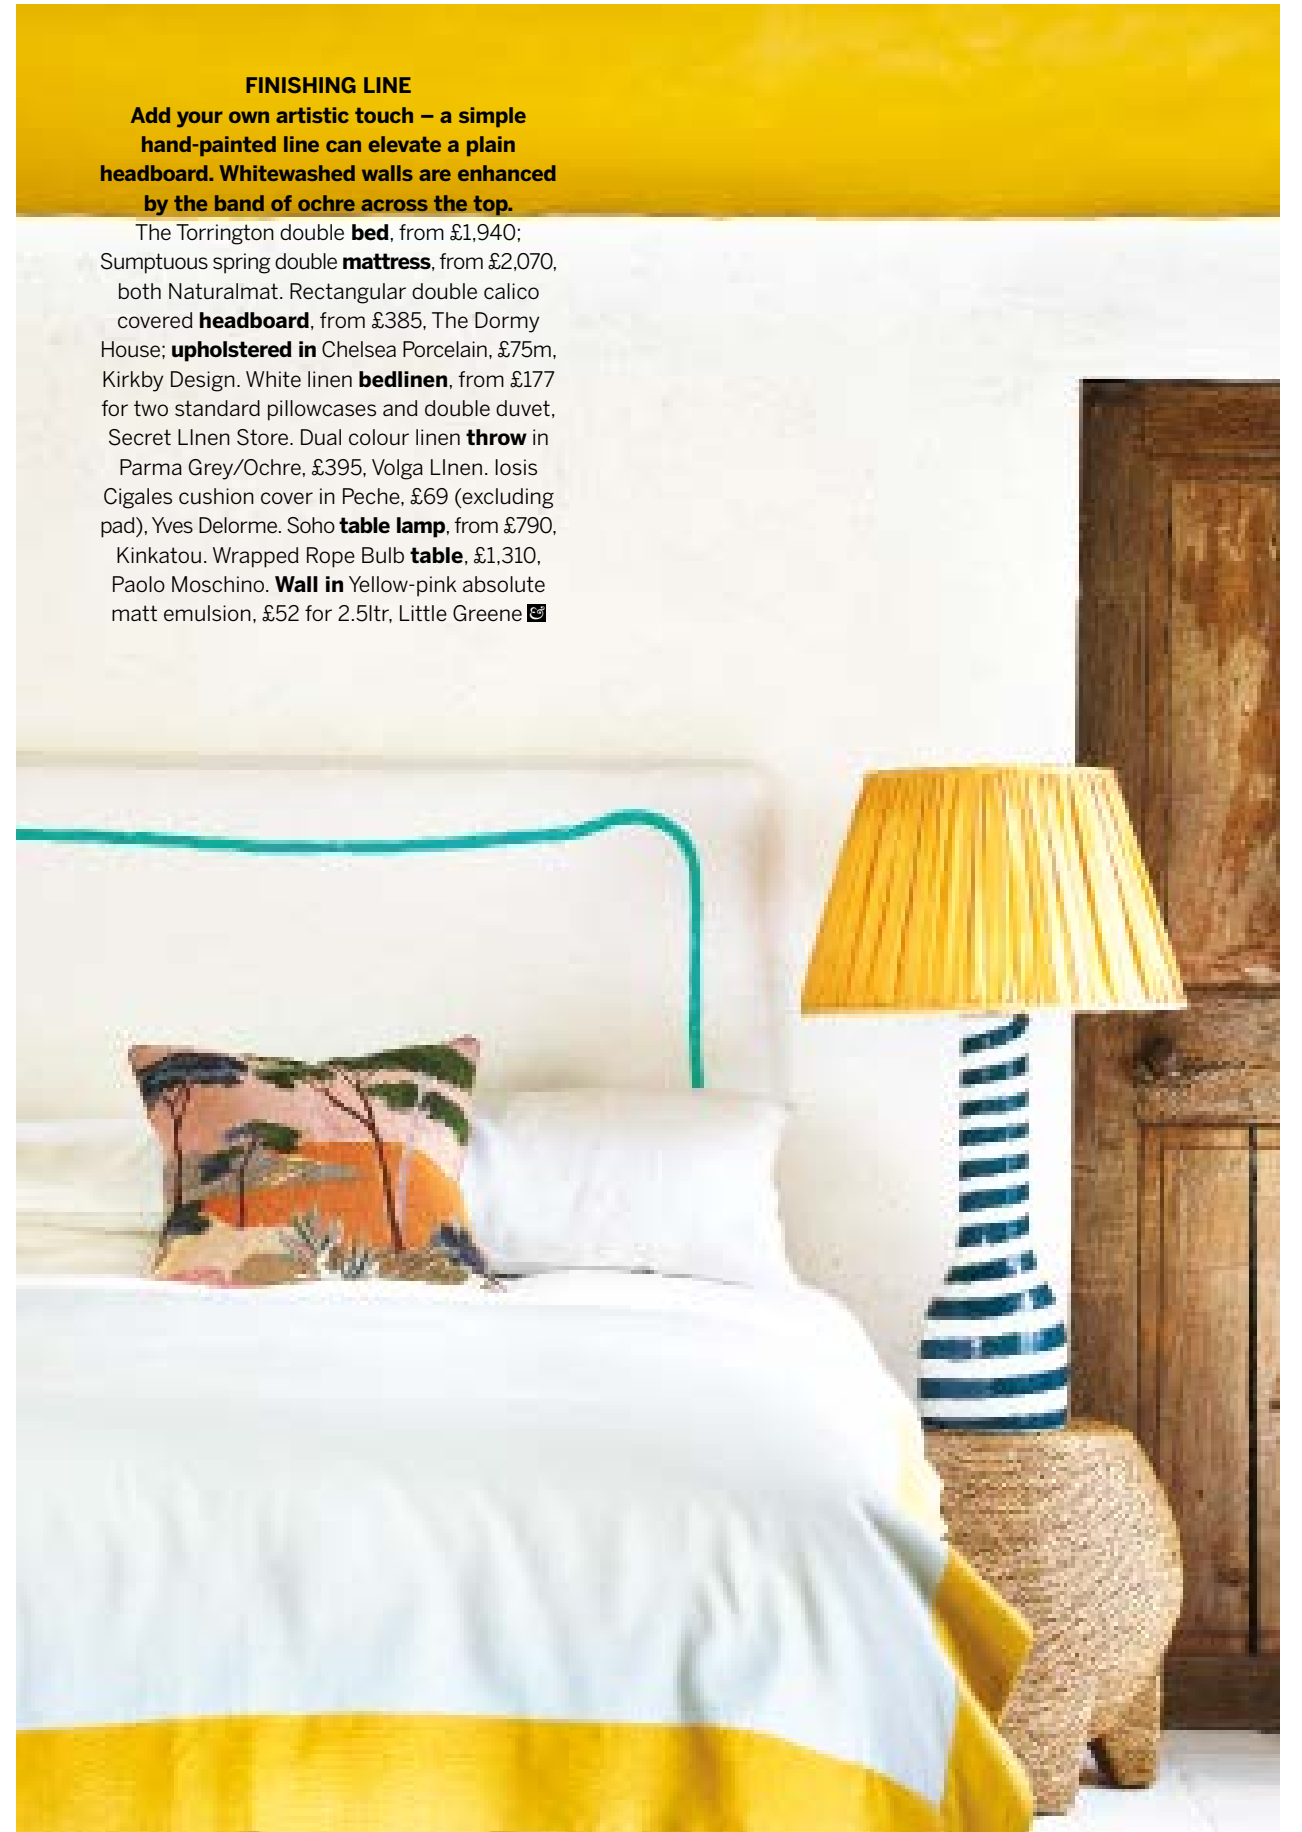 FINISHING LINE
Add your own artistic touch – a simple
hand-painted line can elevate a plain
headboard. Whitewashed walls are enhanced
by the band of ochre across the top.
The Torrington double bed, from £1,940;
Sumptuous spring double mattress, from £2,070,
both Naturalmat. Rectangular double calico
covered headboard, from £385, The Dormy
House; upholstered in Chelsea Porcelain, £75m,
Kirkby Design. White linen bedlinen, from £177
for two standard pillowcases and double duvet,
Secret LInen Store. Dual colour linen throw in
Parma Grey/Ochre, £395, Volga LInen. Iosis
Cigales cushion cover in Peche, £69 (excluding
pad), Yves Delorme. Soho table lamp, from £790,
Kinkatou. Wrapped Rope Bulb table, £1,310,
Paolo Moschino. Wall in Yellow-pink absolute
matt emulsion, £52 for 2.5ltr, Little Greene